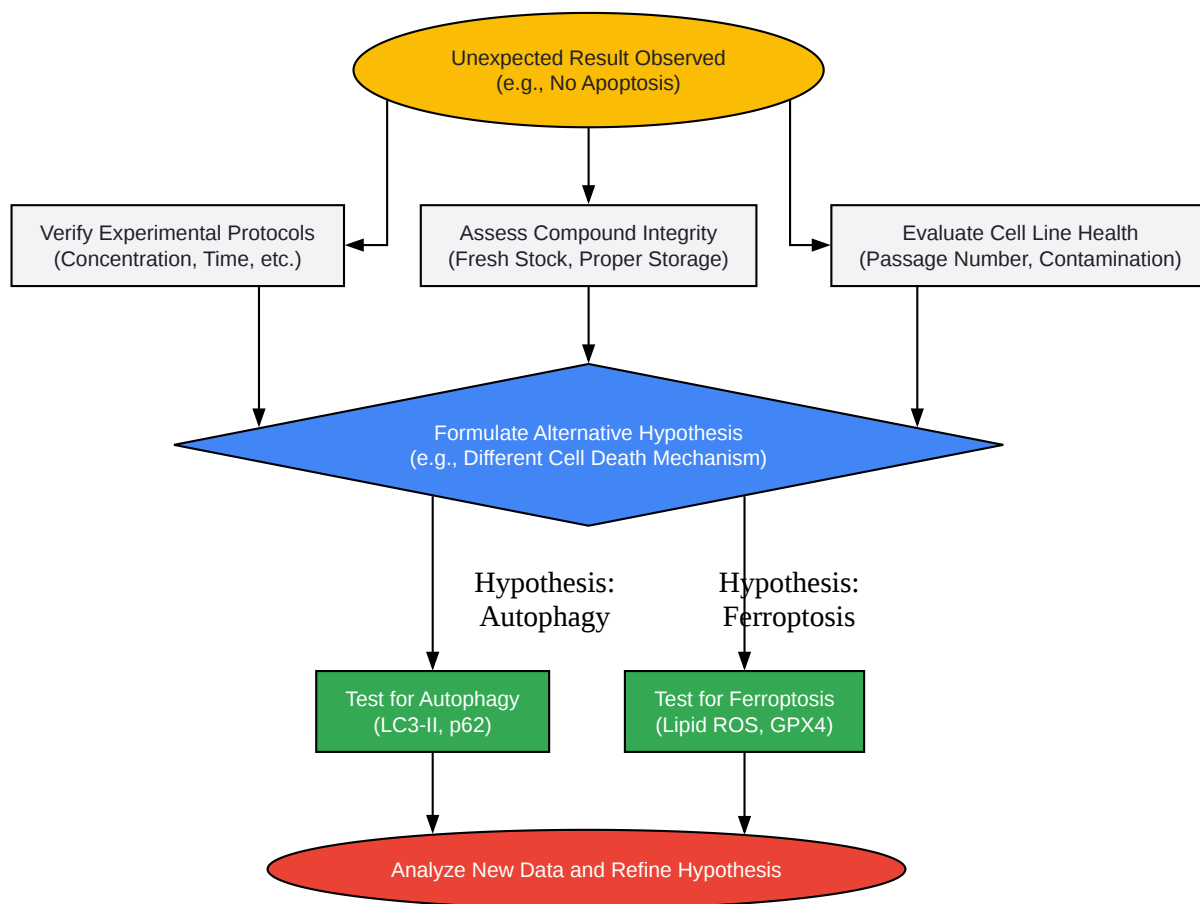 Unexpected Result Observed
(e.g., No Apoptosis)
Verify Experimental Protocols
(Concentration, Time, etc.)
Assess Compound Integrity
(Fresh Stock, Proper Storage)
Evaluate Cell Line Health
(Passage Number, Contamination)
Formulate Alternative Hypothesis
(e.g., Different Cell Death Mechanism)
Hypothesis:
Autophagy
Hypothesis:
Ferroptosis
Test for Autophagy
(LC3-II, p62)
Test for Ferroptosis
(Lipid ROS, GPX4)
Analyze New Data and Refine Hypothesis